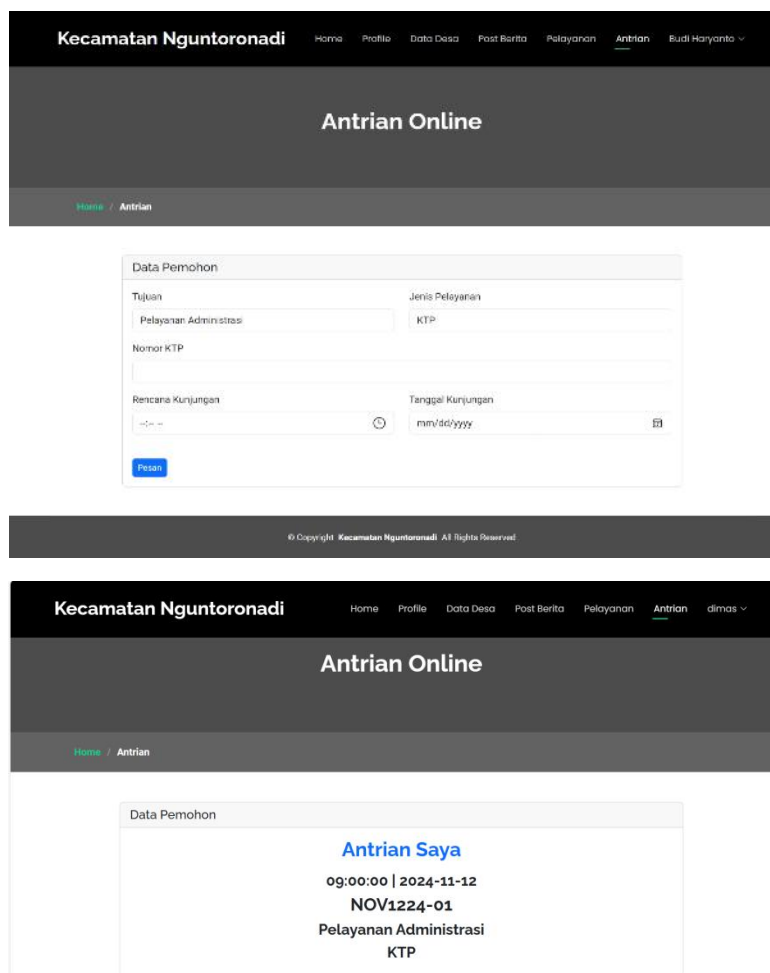 Kecamatan Nguntoronadi Home Profile Data Desa Post Berita Pelayanan Antrian Budi Haryanto
Antrian Online
Home / Antrian
Data Pemohon
Tujuan Jenis Pelayanan
Pelayanan Administrasi KTP
Nomor KTP
Rencana Kunjungan Tanggal Kunjungan
--:-- -- mm/dd/yyyy
Pesan
© Copyright Kecamatan Nguntoronadi All Rights Reserved
Kecamatan Nguntoronadi Home Profile Data Desa Post Berita Pelayanan Antrian dimas
Antrian Online
Home / Antrian
Data Pemohon
Antrian Saya
09:00:00 | 2024-11-12
NOV1224-01
Pelayanan Administrasi
KTP